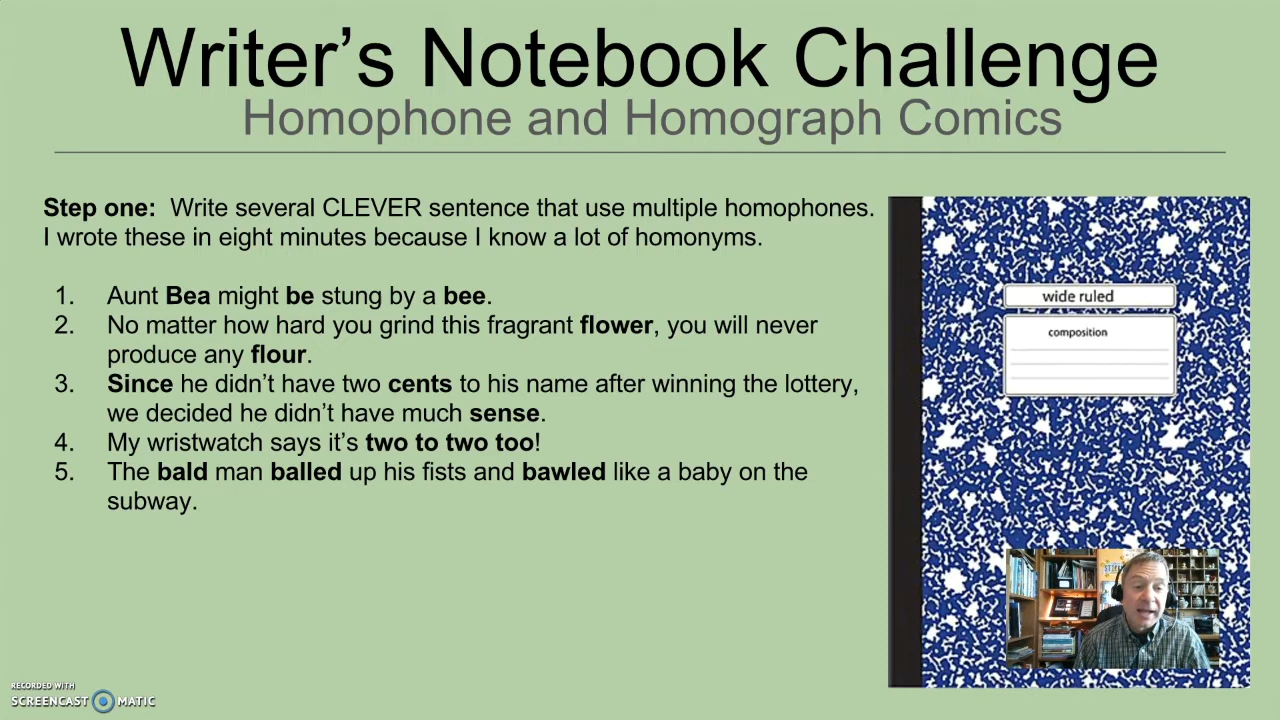 Writer’s Notebook Challenge
Homophone and Homograph Comics
Step one: Write several CLEVER sentence that use multiple homophones.
I wrote these in eight minutes because I know a lot of homonyms.
1. Aunt Bea might be stung by a bee.
2. No matter how hard you grind this fragrant flower, you will never
produce any flour.
3. Since he didn’t have two cents to his name after winning the lottery,
we decided he didn’t have much sense.
4. My wristwatch says it’s two to two too!
5. The bald man balled up his fists and bawled like a baby on the
subway.
wide ruled
composition
RECORDED WITH
SCREENCAST MATIC